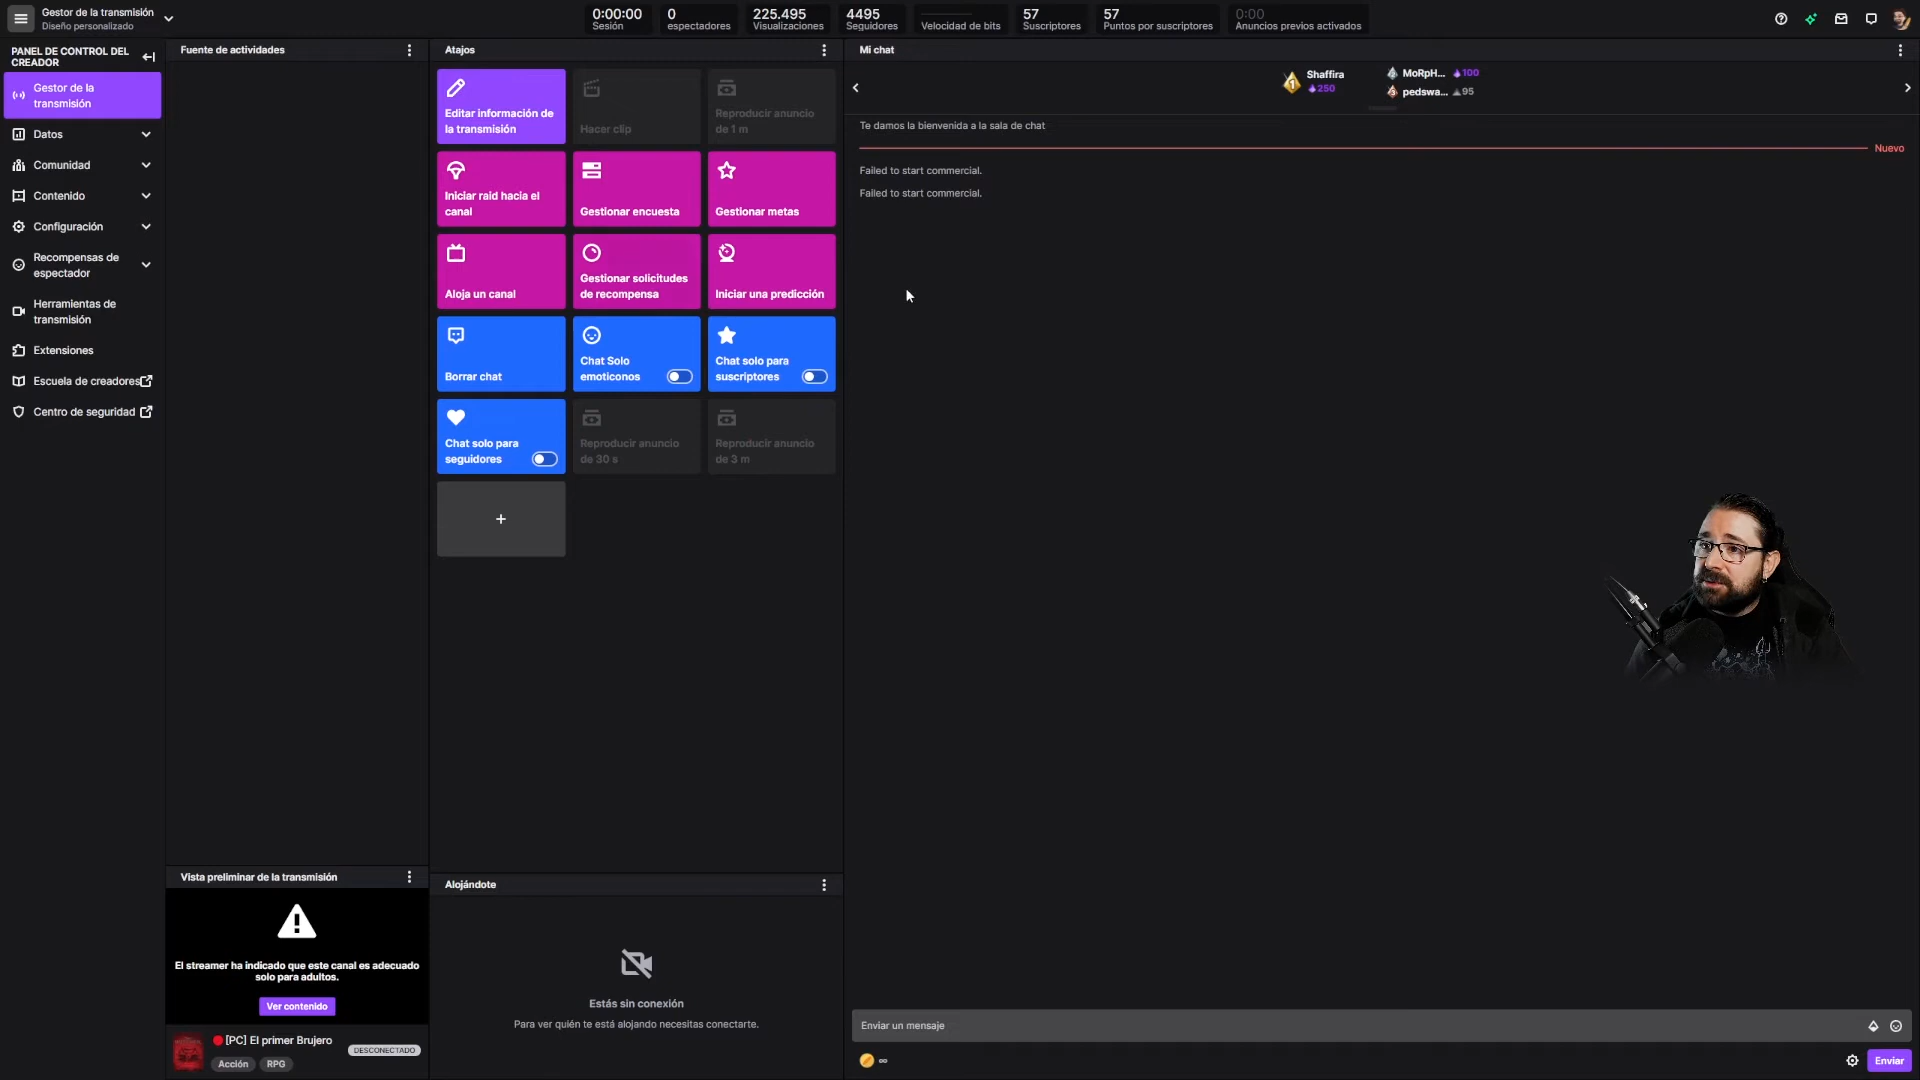 Gestor de la transmisión
Diseño personalizado
0:00:00
Sesión
0
espectadores
225.495
Visualizaciones
4495
Seguidores
Velocidad de bits
57
Suscriptores
57
Puntos por suscriptores
0:00
Anuncios previos activados
PANEL DE CONTROL DEL
CREADOR
Gestor de la
transmisión
Datos
Comunidad
Contenido
Configuración
Recompensas de
espectador
Herramientas de
transmisión
Extensiones
Escuela de creadores
Centro de seguridad
Fuente de actividades
Vista preliminar de la transmisión
El streamer ha indicado que este canal es adecuado
solo para adultos.
Ver contenido
[PC] El primer Brujero
DESCONECTADO
Acción
RPG
Atajos
Editar información de
la transmisión
Hacer clip
Reproducir anuncio
de 1 m
Iniciar raid hacia el
canal
Gestionar encuesta
Gestionar metas
Aloja un canal
Gestionar solicitudes
de recompensa
Iniciar una predicción
Borrar chat
Chat Solo
emoticonos
Chat solo para
suscriptores
Chat solo para
seguidores
Reproducir anuncio
de 30 s
Reproducir anuncio
de 3 m
+
Alojándote
Estás sin conexión
Para ver quién te está alojando necesitas conectarte.
Mi chat
1
Shaffira
250
MoRpH...
100
pedswa...
95
Te damos la bienvenida a la sala de chat
Nuevo
Failed to start commercial.
Failed to start commercial.
Enviar un mensaje
∞
Enviar